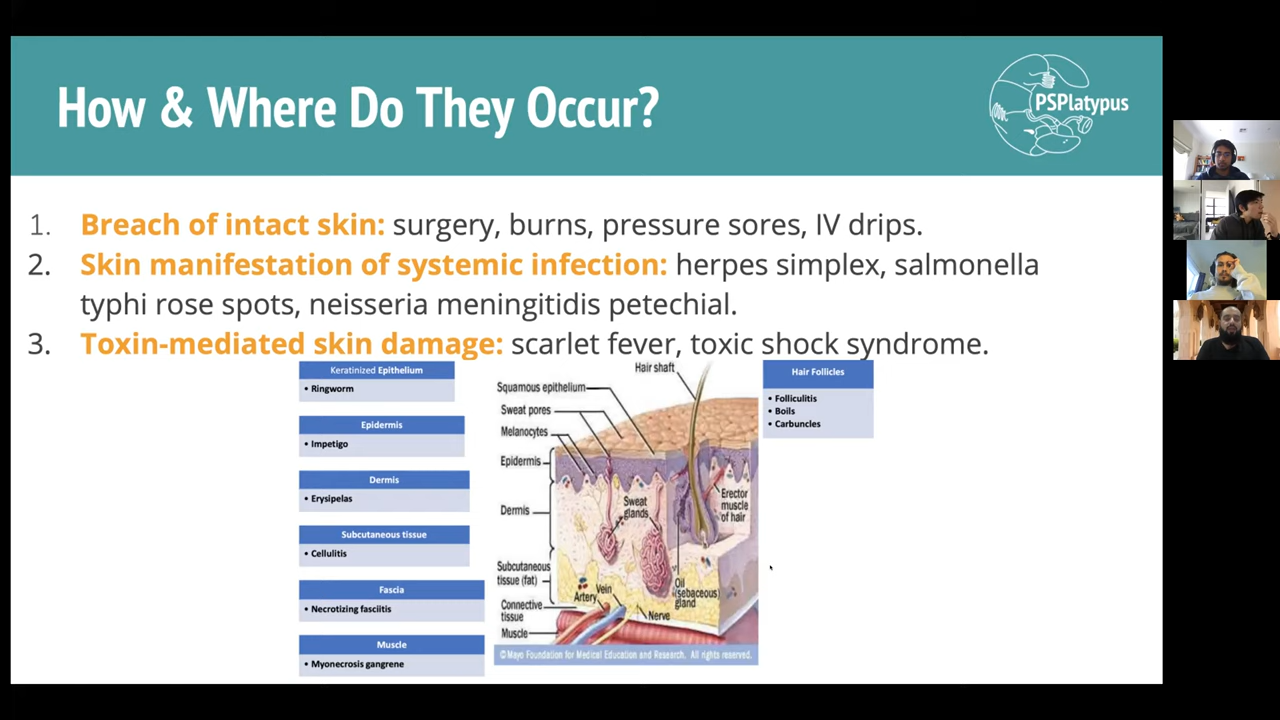 How & Where Do They Occur?
PSPlatypus
1. Breach of intact skin: surgery, burns, pressure sores, IV drips.
2. Skin manifestation of systemic infection: herpes simplex, salmonella
typhi rose spots, neisseria meningitidis petechial.
3. Toxin-mediated skin damage: scarlet fever, toxic shock syndrome.
Keratinized Epithelium
• Ringworm
Epidermis
• Impetigo
Dermis
• Erysipelas
Subcutaneous tissue
• Cellulitis
Fascia
• Necrotizing fasciitis
Muscle
• Myonecrosis gangrene
Hair shaft
Squamous epithelium
Sweat pores
Melanocytes
Epidermis
Dermis
Subcutaneous
tissue (fat)
Connective
tissue
Muscle
Sweat
glands
Erector
muscle
of hair
Oil
(sebaceous)
gland
Artery
Vein
Nerve
©Mayo Foundation for Medical Education and Research. All rights reserved.
Hair Follicles
• Folliculitis
• Boils
• Carbuncles